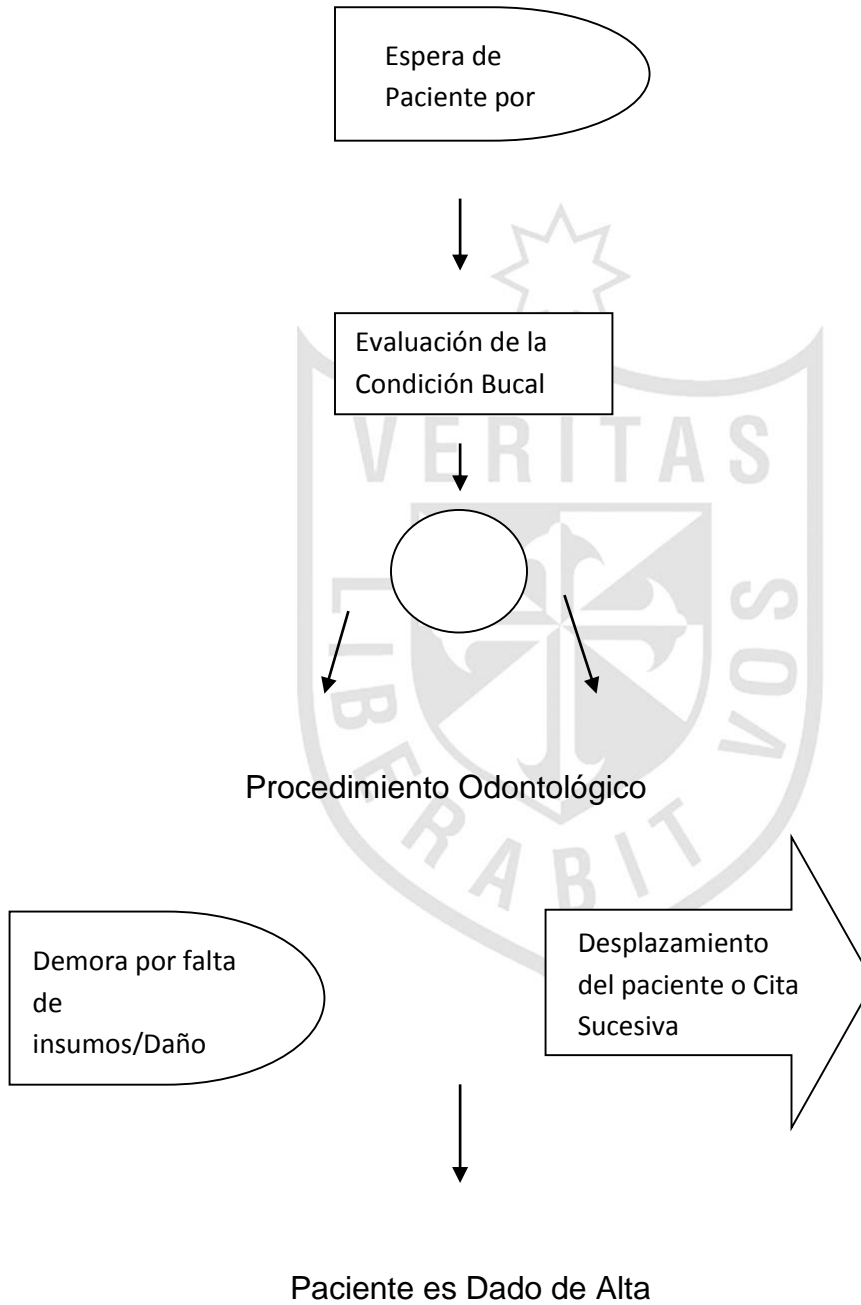 Espera de
Paciente por
Evaluación de la
Condición Bucal
VERITAS
LIBERABIT
VOS
Procedimiento Odontológico
Demora por falta
de
insumos/Daño
Desplazamiento
del paciente o Cita
Sucesiva
Paciente es Dado de Alta